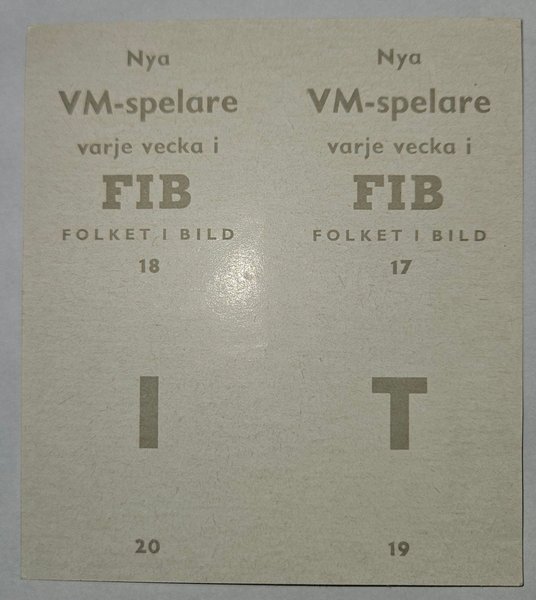 Nya
VM-spelare
varje vecka i
FIB
FOLKET I BILD
18
I
20
Nya
VM-spelare
varje vecka i
FIB
FOLKET I BILD
17
T
19